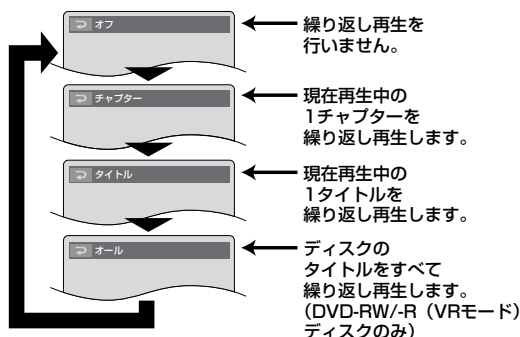 オフ
繰り返し再生を
行いません。
チャプター
現在再生中の
1チャプターを
繰り返し再生します。
タイトル
現在再生中の
1タイトルを
繰り返し再生します。
オール
ディスクの
タイトルをすべて
繰り返し再生します。
（DVD-RW/-R（VRモード）
ディスクのみ）